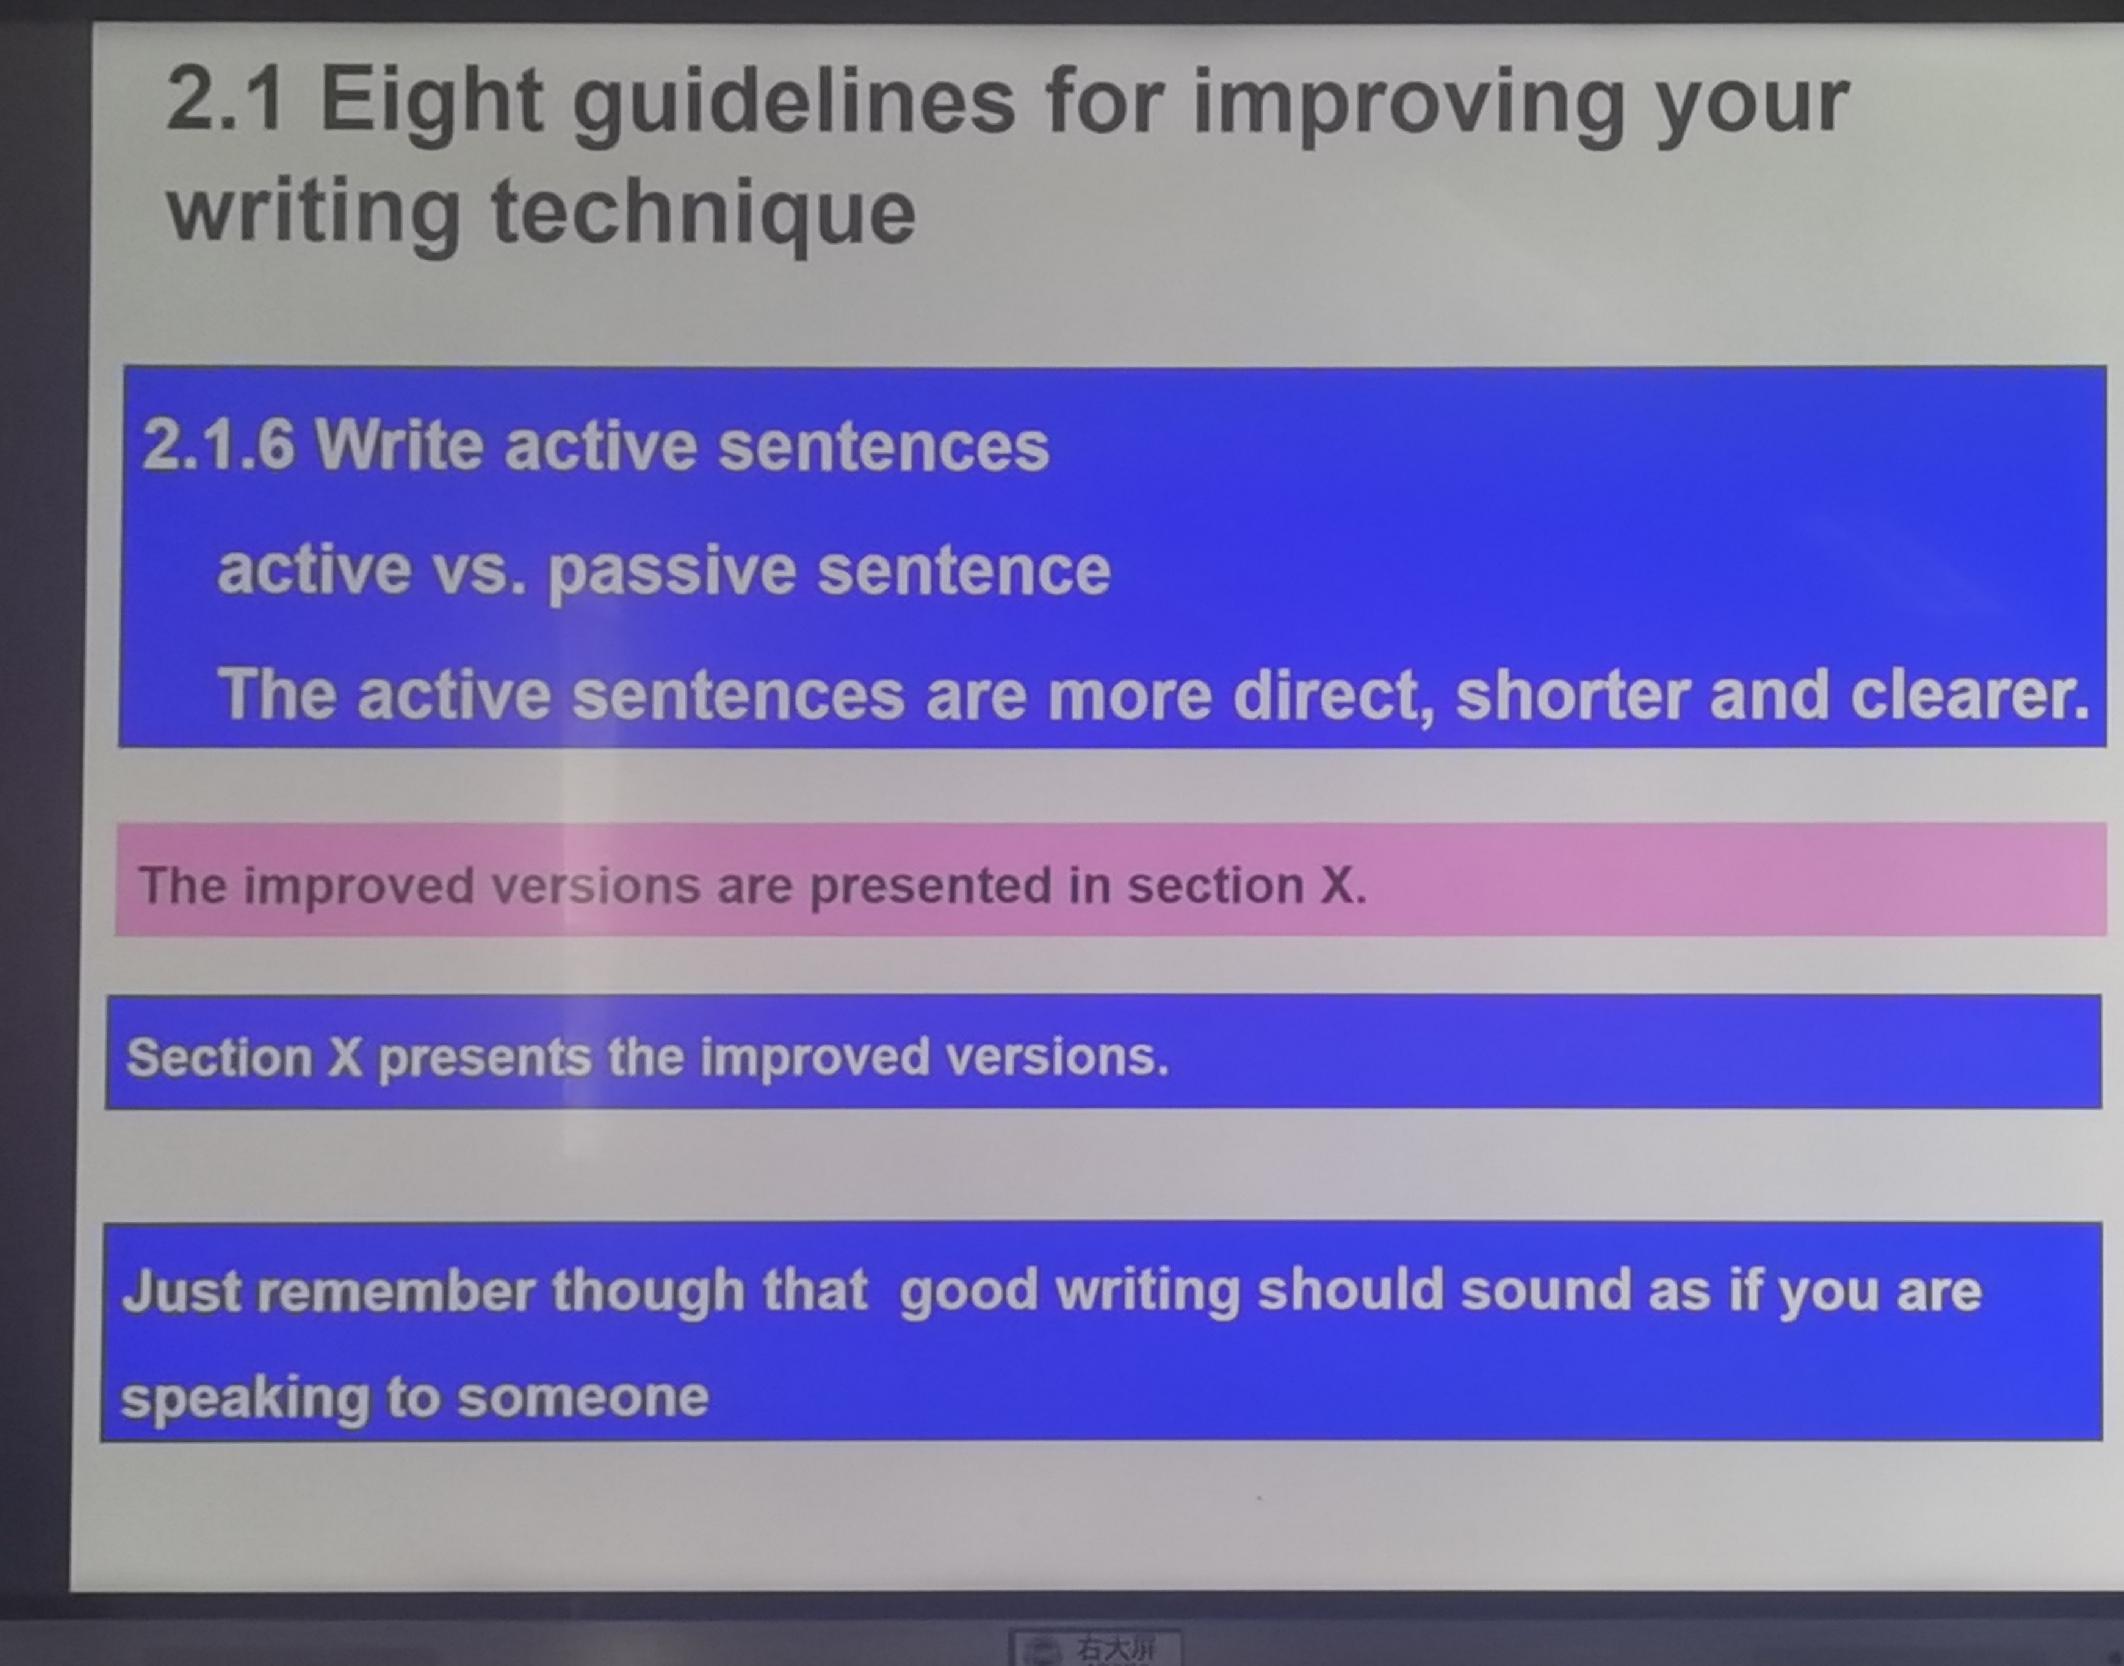 2.1 Eight guidelines for improving your
writing technique
2.1.6 Write active sentences
active vs. passive sentence
The active sentences are more direct, shorter and clearer.
The improved versions are presented in section X.
Section X presents the improved versions.
Just remember though that  good writing should sound as if you are
speaking to someone
右大屏